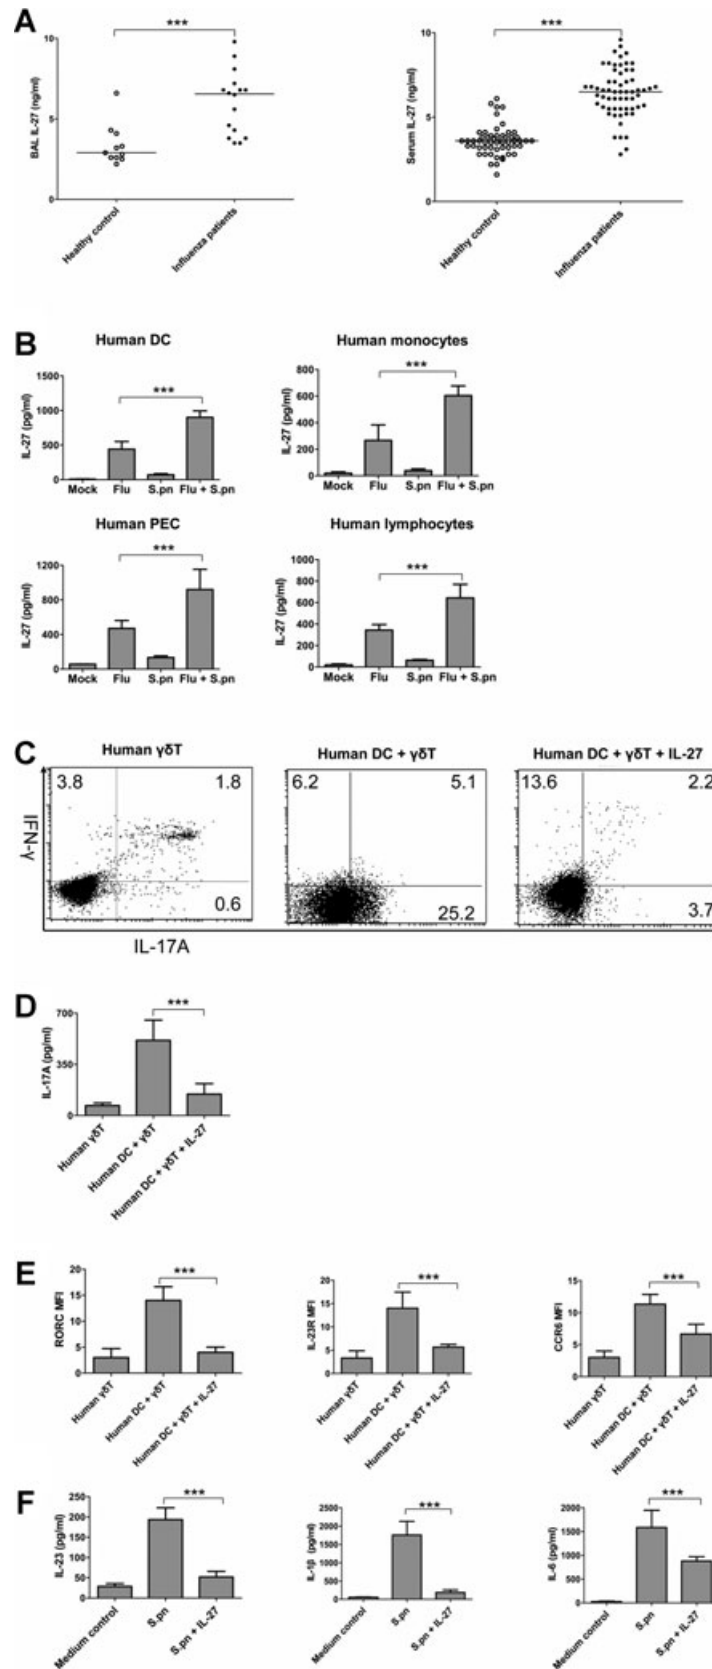 A
***
***
10
5
0
BAL IL-27 (ng/ml)
Healthy control
Influenza patients
10
5
0
Serum IL-27 (ng/ml)
Healthy control
Influenza patients
B
Human DC
Human monocytes
1500
1000
500
0
IL-27 (pg/ml)
***
Mock Flu S.pn Flu + S.pn
800
600
400
200
0
IL-27 (pg/ml)
***
Mock Flu S.pn Flu + S.pn
Human PEC
Human lymphocytes
1200
800
400
0
IL-27 (pg/ml)
***
Mock Flu S.pn Flu + S.pn
1000
800
600
400
200
0
IL-27 (pg/ml)
***
Mock Flu S.pn Flu + S.pn
C
Human γδT
Human DC + γδT
Human DC + γδT + IL-27
3.8 1.8
0.6
6.2 5.1
25.2
13.6 2.2
3.7
IFN-γ
IL-17A
D
700
350
0
IL-17A (pg/ml)
***
Human γδT
Human DC + γδT
Human DC + γδT + IL-27
E
20
15
10
5
0
RORC MFI
***
Human γδT
Human DC + γδT
Human DC + γδT + IL-27
20
15
10
5
0
IL-23R MFI
***
Human γδT
Human DC + γδT
Human DC + γδT + IL-27
15
10
5
0
CCR6 MFI
***
Human γδT
Human DC + γδT
Human DC + γδT + IL-27
F
250
200
150
100
50
0
IL-23 (pg/ml)
***
Medium control
S.pn
S.pn + IL-27
2500
2000
1500
1000
500
0
IL-1β (pg/ml)
***
Medium control
S.pn
S.pn + IL-27
2000
1500
1000
500
0
IL-6 (pg/ml)
***
Medium control
S.pn
S.pn + IL-27